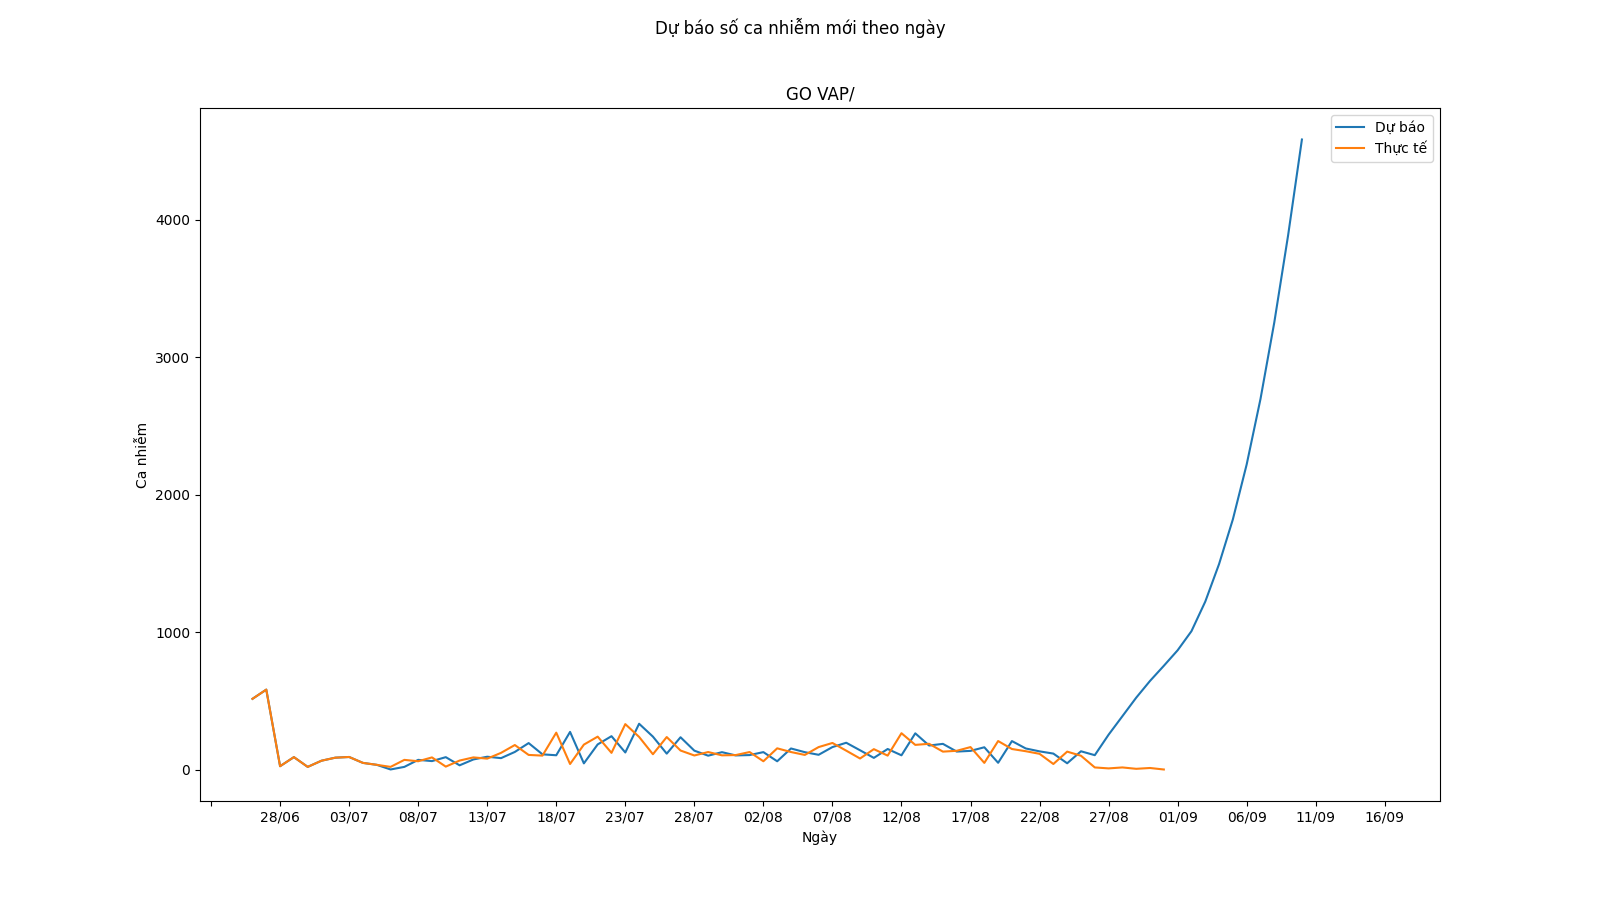 Dự báo số ca nhiễm mới theo ngày
GO VAP/
Dự báo
Thực tế
4000
3000
2000
1000
0
Ca nhiễm
28/06 03/07 08/07 13/07 18/07 23/07 28/07 02/08 07/08 12/08 17/08 22/08 27/08 01/09 06/09 11/09 16/09
Ngày